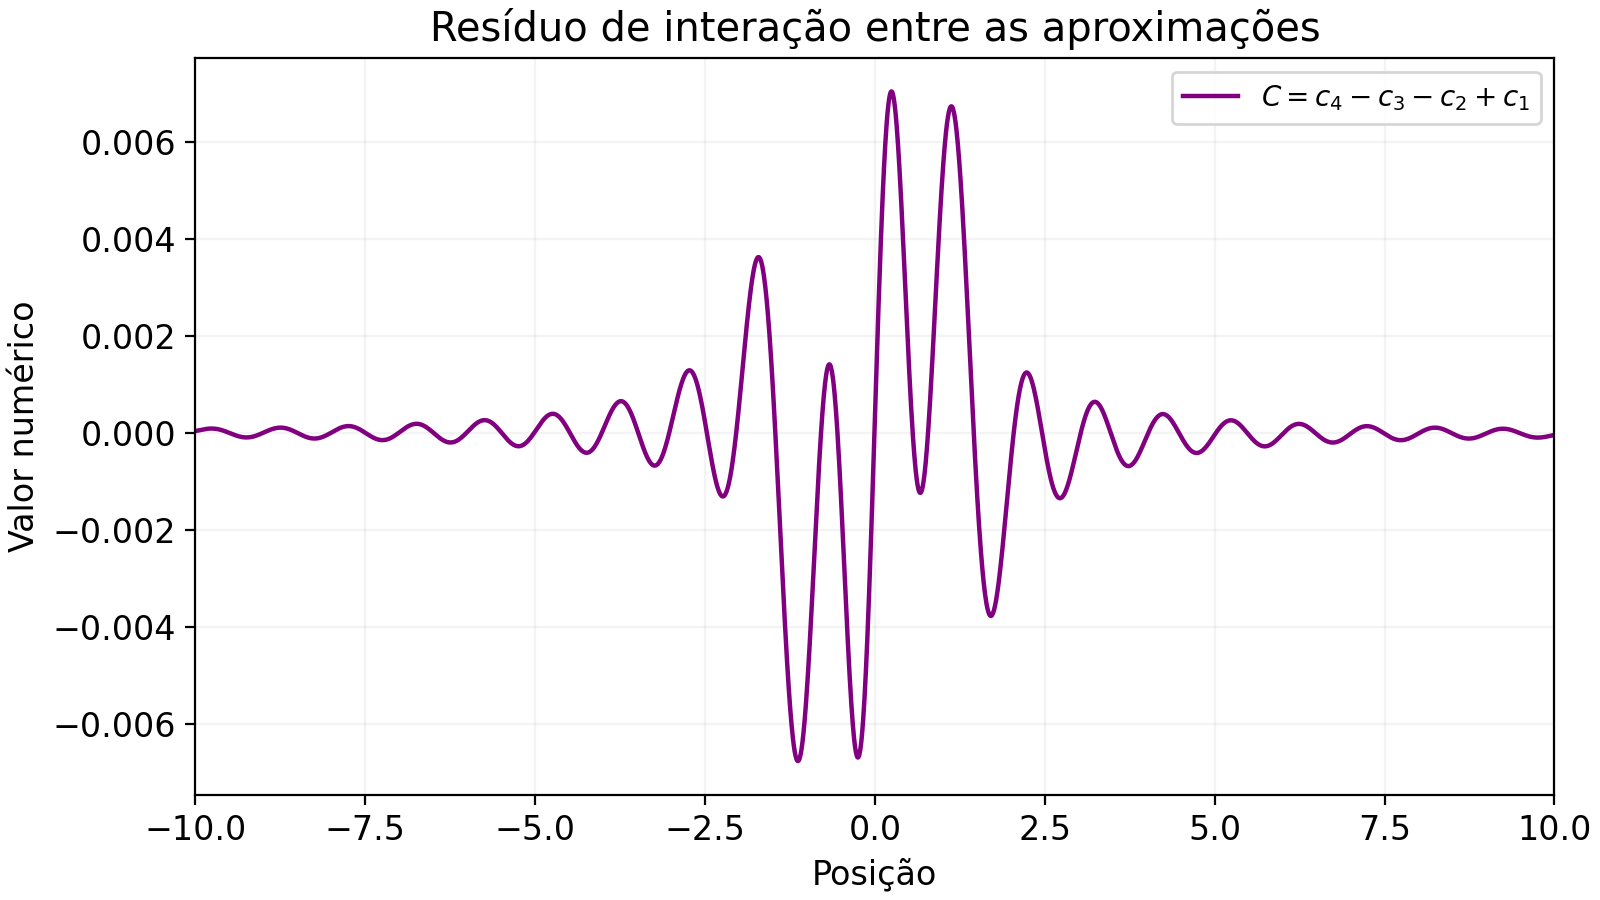 Resíduo de interação entre as aproximações
C = c₄ − c₃ − c₂ + c₁
Valor numérico
0.006
0.004
0.002
0.000
−0.002
−0.004
−0.006
−10.0 −7.5 −5.0 −2.5 0.0 2.5 5.0 7.5 10.0
Posição